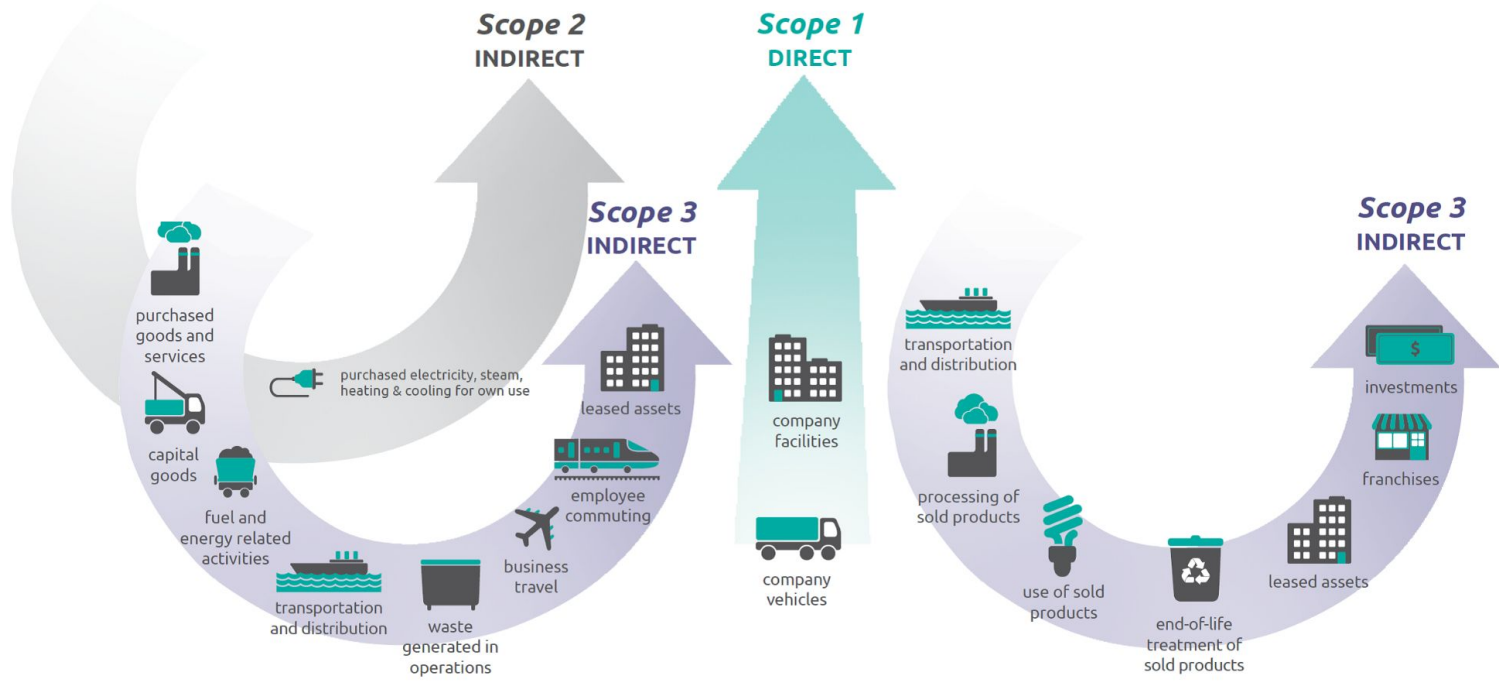 Scope 2
INDIRECT
Scope 1
DIRECT
Scope 3
INDIRECT
Scope 3
INDIRECT
purchased
goods and
services
capital
goods
fuel and
energy related
activities
transportation
and distribution
waste
generated in
operations
business
travel
employee
commuting
leased assets
purchased electricity, steam,
heating & cooling for own use
company
facilities
company
vehicles
transportation
and distribution
processing of
sold products
use of sold
products
end-of-life
treatment of
sold products
leased assets
franchises
$
investments